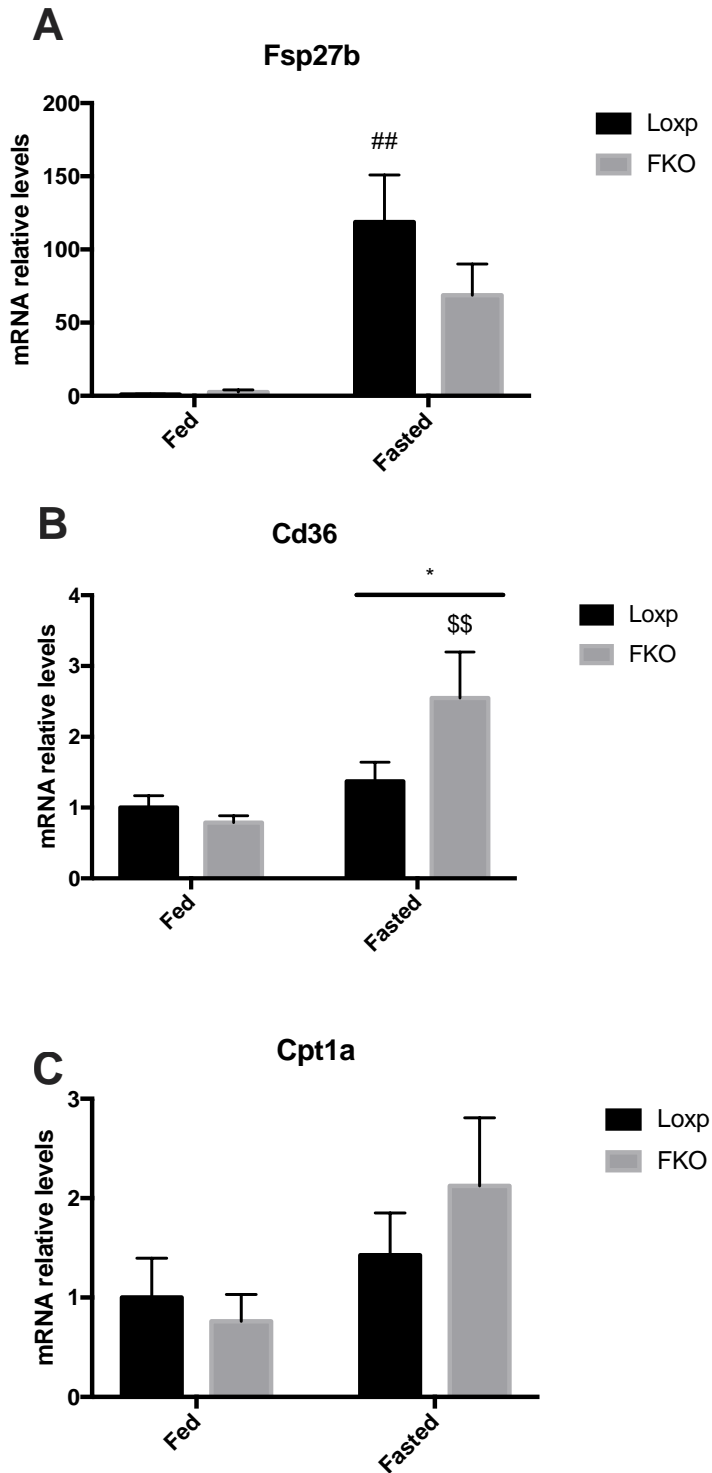 A
Fsp27b
mRNA relative levels
200
150
100
50
0
##
Fed
Fasted
Loxp
FKO
B
Cd36
mRNA relative levels
4
3
2
1
0
*
$$
Fed
Fasted
Loxp
FKO
C
Cpt1a
mRNA relative levels
3
2
1
0
Fed
Fasted
Loxp
FKO